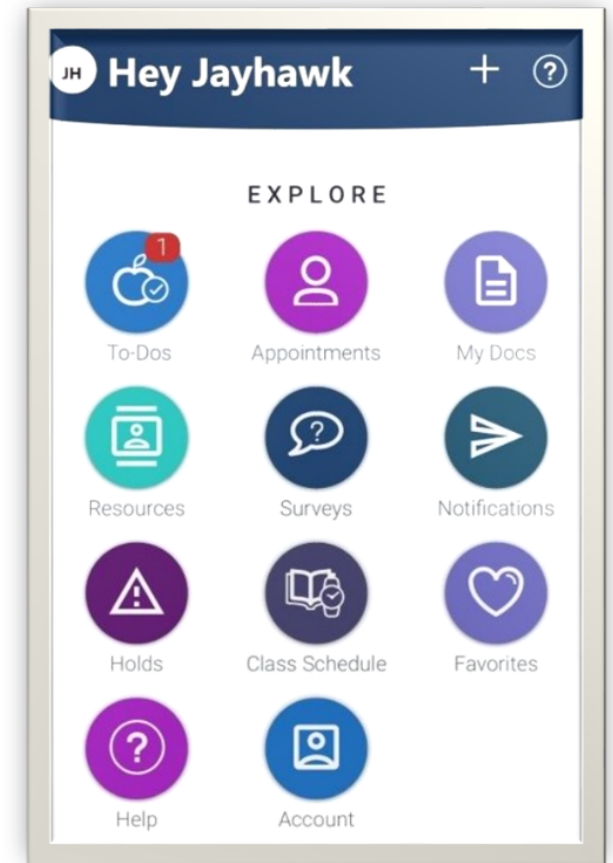 JH Hey Jayhawk + ?
EXPLORE
1
To-Dos Appointments My Docs
?
Resources Surveys Notifications
Holds Class Schedule Favorites
?
Help Account